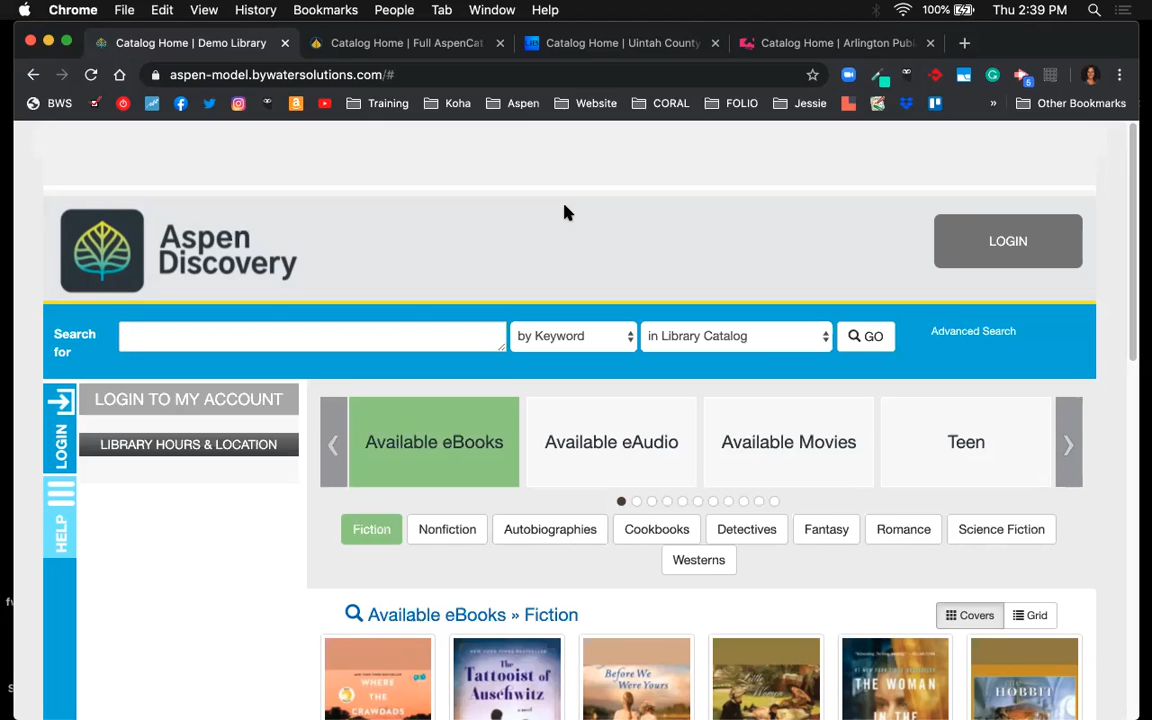 Chrome File Edit View History Bookmarks People Tab Window Help 100% Thu 2:39 PM
Catalog Home | Demo Library Catalog Home | Full AspenCat Catalog Home | Uintah County Catalog Home | Arlington Publ
aspen-model.bywatersolutions.com/# 5
BWS Training Koha Aspen Website CORAL FOLIO Jessie » Other Bookmarks
Aspen
Discovery
LOGIN
Search
for
by Keyword in Library Catalog GO Advanced Search
LOGIN
LOGIN TO MY ACCOUNT
LIBRARY HOURS & LOCATION
HELP
Available eBooks Available eAudio Available Movies Teen
Fiction Nonfiction Autobiographies Cookbooks Detectives Fantasy Romance Science Fiction
Westerns
Available eBooks » Fiction Covers Grid
WHERE
THE
CRAWDADS
The
Tattooist of
Auschwitz
a novel
Before We
Were Yours
Little
Women
THE WOMAN
IN THE
THE
HOBBIT